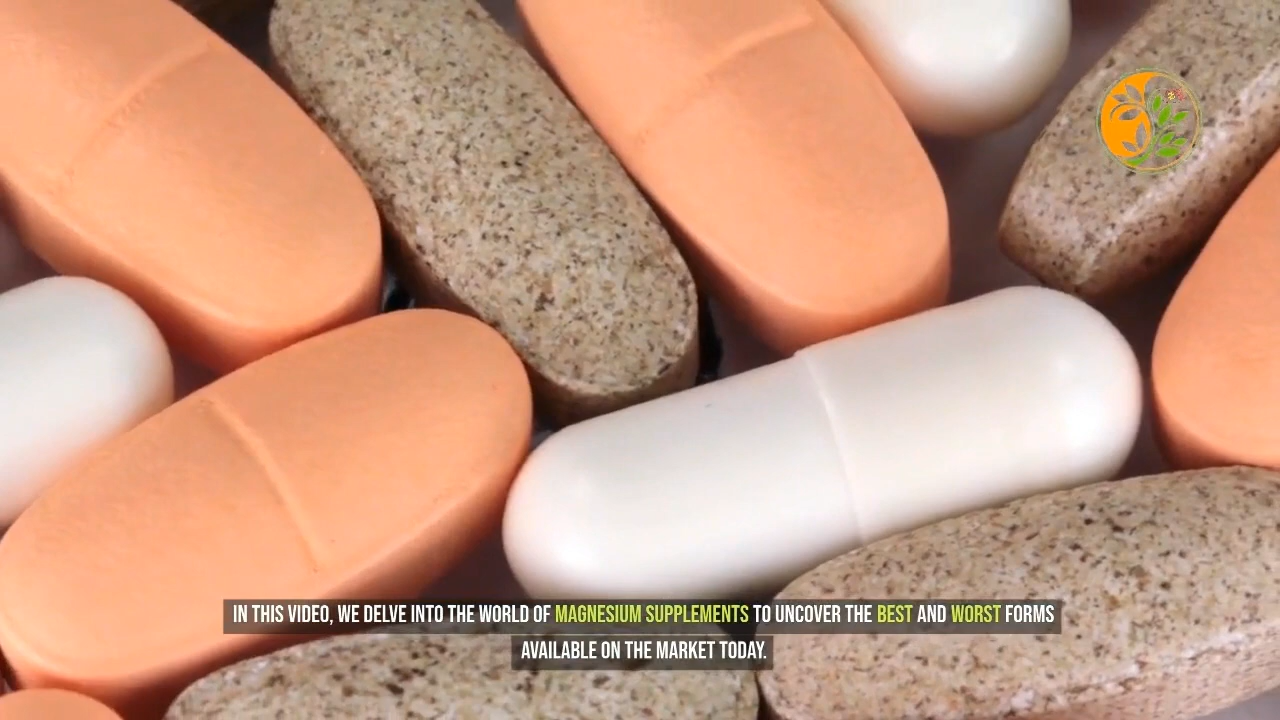 IN THIS VIDEO, WE DELVE INTO THE WORLD OF MAGNESIUM SUPPLEMENTS TO UNCOVER THE BEST AND WORST FORMS
AVAILABLE ON THE MARKET TODAY.